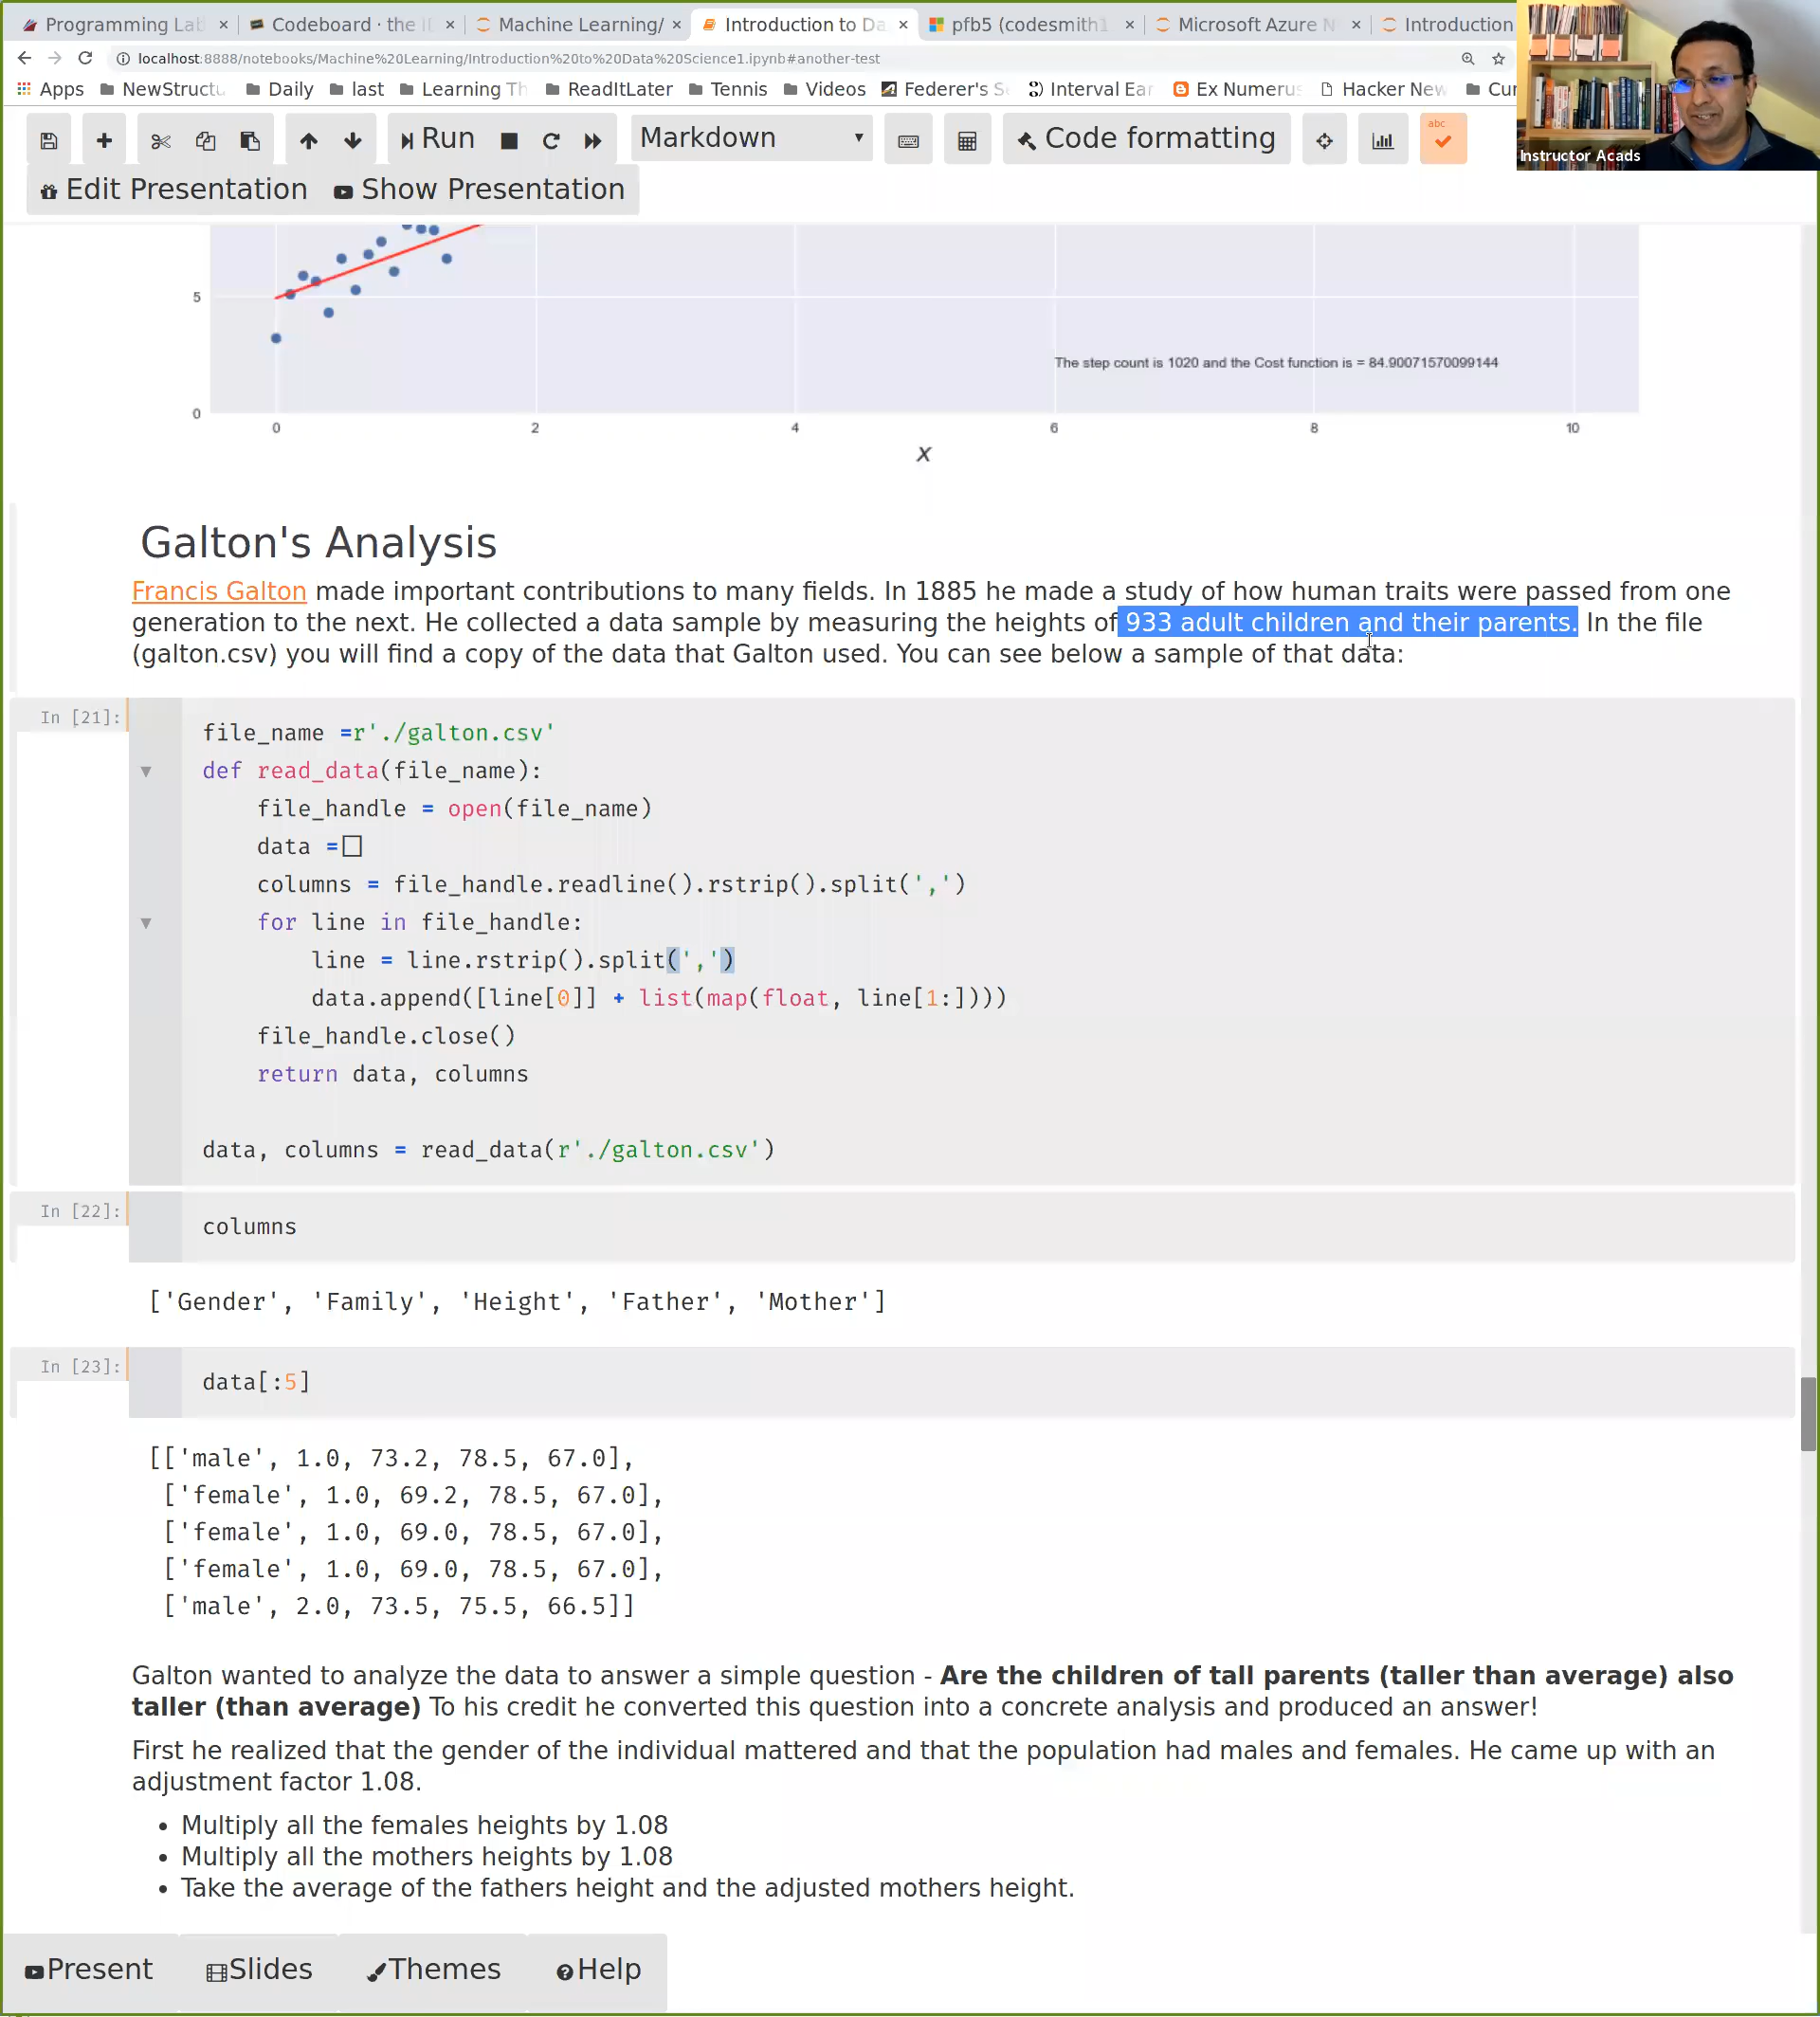 Programming La
Codeboard · the I
Machine Learning/
Introduction to Da
pfb5 (codesmith1
Microsoft Azure N
Introduction
localhost:8888/notebooks/Machine%20Learning/Introduction%20to%20Data%20Science1.ipynb#another-test
Apps NewStructu Daily last Learning Th ReadItLater Tennis Videos Federer's S Interval Ear Ex Numerus Hacker New Cur
Run Markdown Code formatting abc
Instructor Acads
Edit Presentation Show Presentation
5
The step count is 1020 and the Cost function is = 84.90071570099144
0
0 2 4 6 8 10
x
Galton's Analysis
Francis Galton made important contributions to many fields. In 1885 he made a study of how human traits were passed from one
generation to the next. He collected a data sample by measuring the heights of 933 adult children and their parents. In the file
(galton.csv) you will find a copy of the data that Galton used. You can see below a sample of that data:
In [21]:
file_name =r'./galton.csv'
def read_data(file_name):
    file_handle = open(file_name)
    data =[]
    columns = file_handle.readline().rstrip().split(',')
    for line in file_handle:
        line = line.rstrip().split(',')
        data.append([line[0]] + list(map(float, line[1:])))
    file_handle.close()
    return data, columns
data, columns = read_data(r'./galton.csv')
In [22]:
columns
['Gender', 'Family', 'Height', 'Father', 'Mother']
In [23]:
data[:5]
[['male', 1.0, 73.2, 78.5, 67.0],
 ['female', 1.0, 69.2, 78.5, 67.0],
 ['female', 1.0, 69.0, 78.5, 67.0],
 ['female', 1.0, 69.0, 78.5, 67.0],
 ['male', 2.0, 73.5, 75.5, 66.5]]
Galton wanted to analyze the data to answer a simple question - Are the children of tall parents (taller than average) also
taller (than average) To his credit he converted this question into a concrete analysis and produced an answer!
First he realized that the gender of the individual mattered and that the population had males and females. He came up with an
adjustment factor 1.08.
• Multiply all the females heights by 1.08
• Multiply all the mothers heights by 1.08
• Take the average of the fathers height and the adjusted mothers height.
Present Slides Themes Help